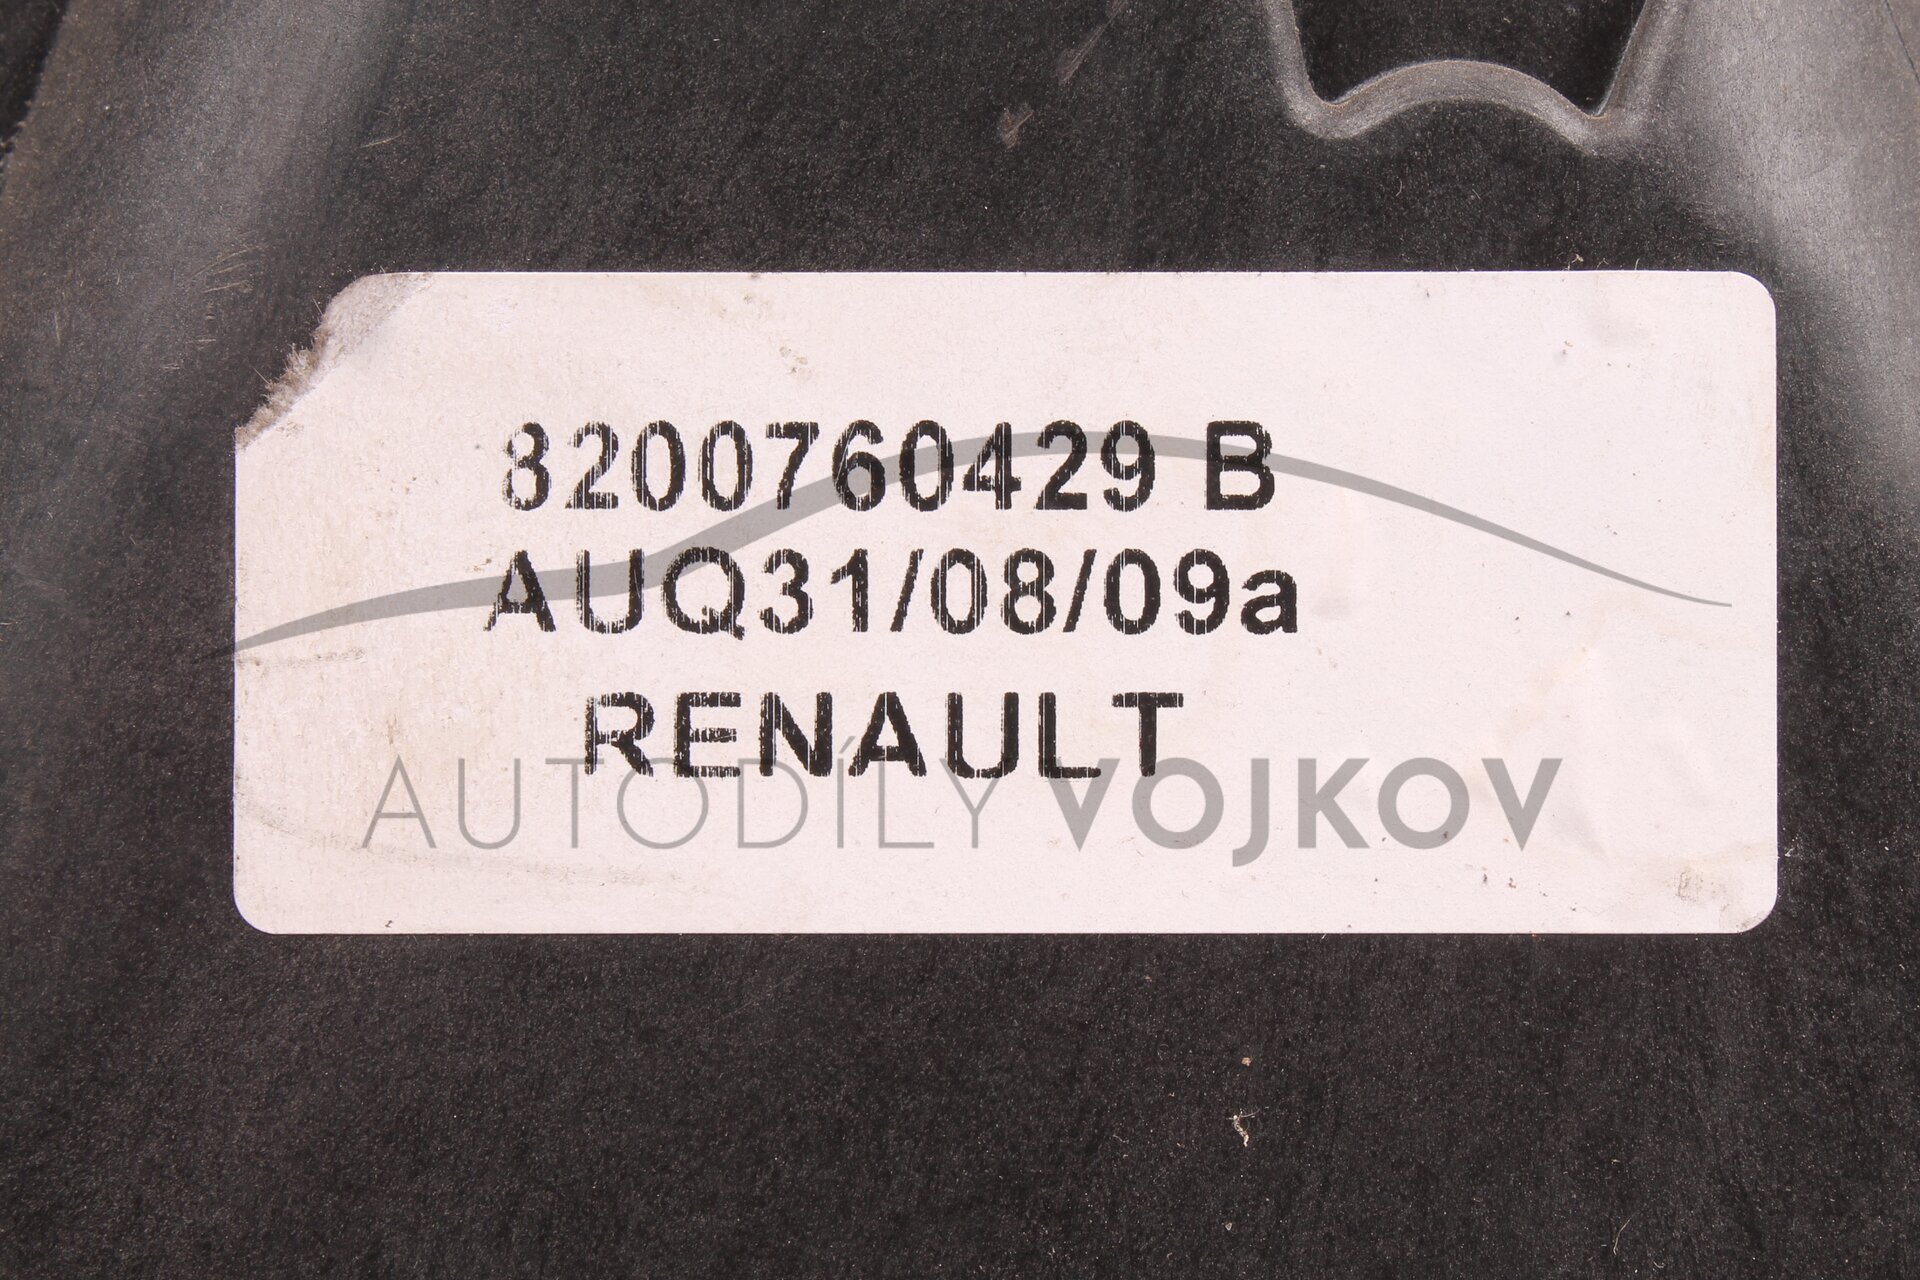 8200760429 B
AUQ31/08/09a
RENAULT
AUTODÍLY VOJKOV